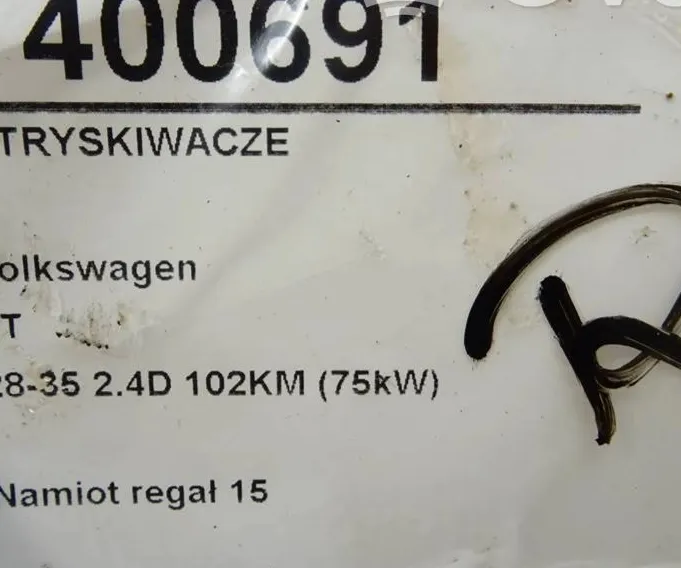 400691
TRYSKIWACZE
olkswagen
T
28-35 2.4D 102KM (75kW)
Namiot regał 15